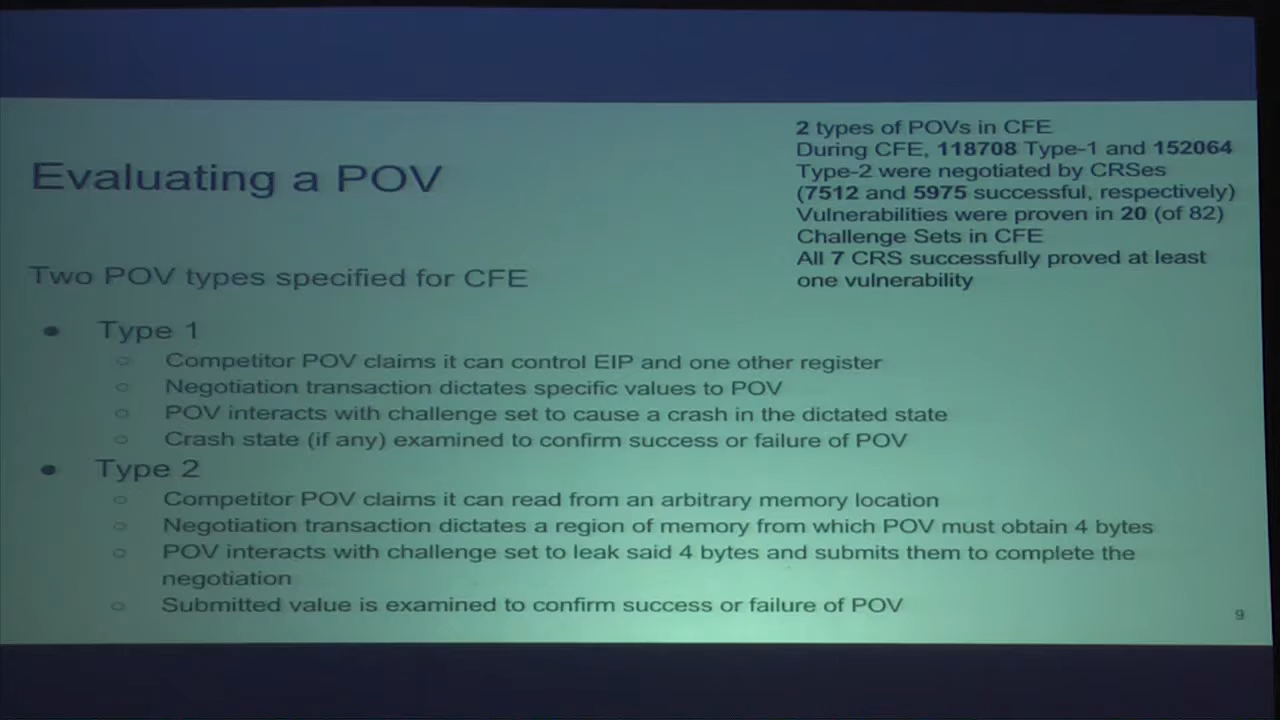 Evaluating a POV
2 types of POVs in CFE
During CFE, 118708 Type-1 and 152064
Type-2 were negotiated by CRSes
(7512 and 5975 successful, respectively)
Vulnerabilities were proven in 20 (of 82)
Challenge Sets in CFE
All 7 CRS successfully proved at least
one vulnerability
Two POV types specified for CFE
Type 1
Competitor POV claims it can control EIP and one other register
Negotiation transaction dictates specific values to POV
POV interacts with challenge set to cause a crash in the dictated state
Crash state (if any) examined to confirm success or failure of POV
Type 2
Competitor POV claims it can read from an arbitrary memory location
Negotiation transaction dictates a region of memory from which POV must obtain 4 bytes
POV interacts with challenge set to leak said 4 bytes and submits them to complete the
negotiation
Submitted value is examined to confirm success or failure of POV
9